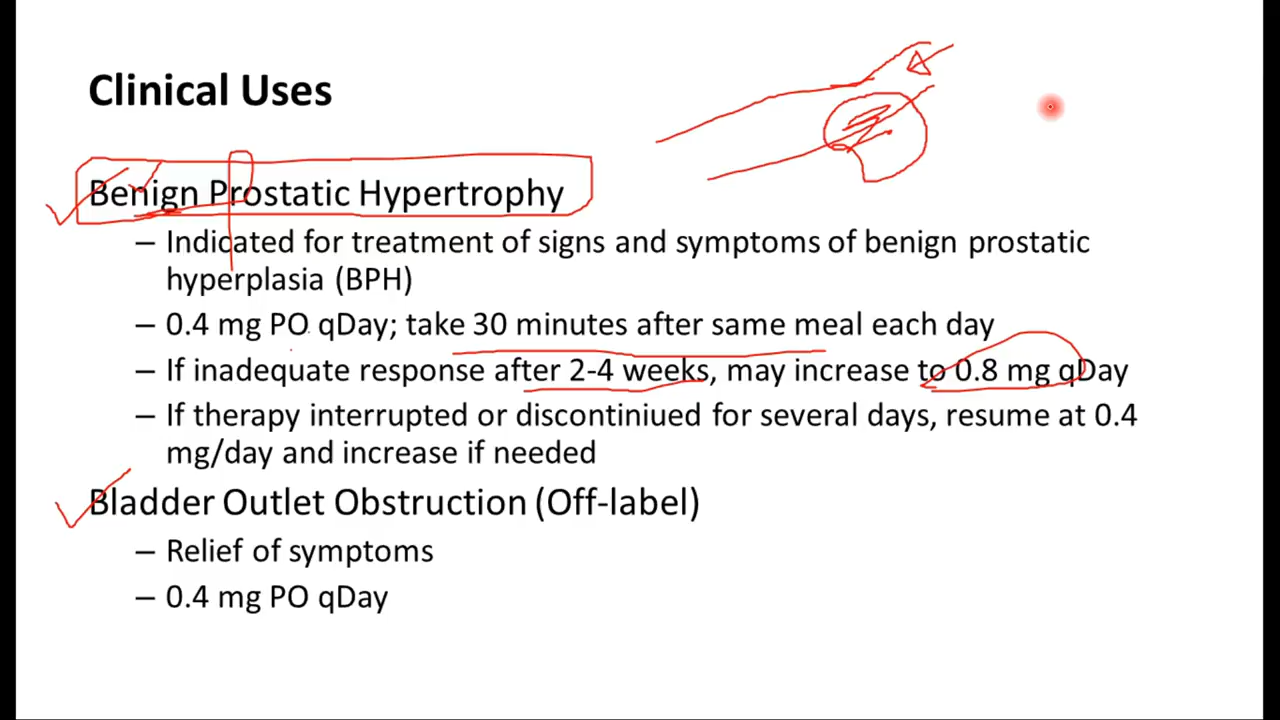 Clinical Uses
Benign Prostatic Hypertrophy
– Indicated for treatment of signs and symptoms of benign prostatic
hyperplasia (BPH)
– 0.4 mg PO qDay; take 30 minutes after same meal each day
– If inadequate response after 2-4 weeks, may increase to 0.8 mg qDay
– If therapy interrupted or discontiniued for several days, resume at 0.4
mg/day and increase if needed
Bladder Outlet Obstruction (Off-label)
– Relief of symptoms
– 0.4 mg PO qDay